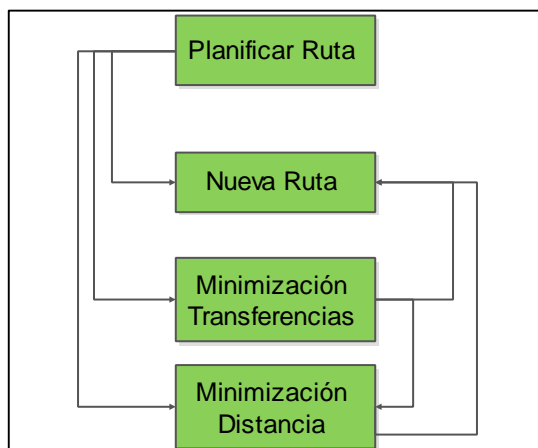 Planificar Ruta
Nueva Ruta
Minimización
Transferencias
Minimización
Distancia